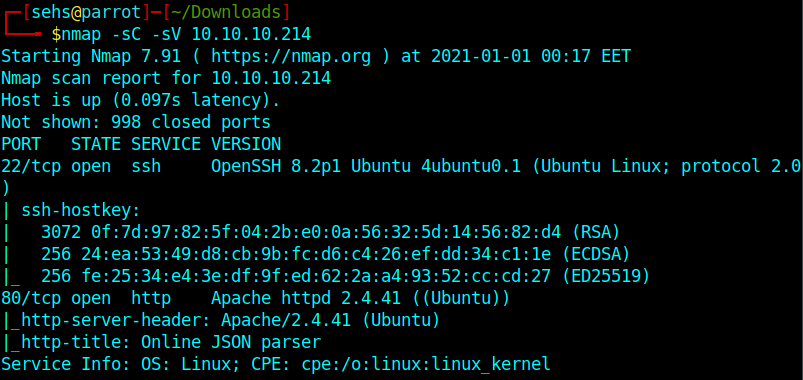 ┌─[sehs@parrot]─[~/Downloads]
└──╼ $nmap -sC -sV 10.10.10.214
Starting Nmap 7.91 ( https://nmap.org ) at 2021-01-01 00:17 EET
Nmap scan report for 10.10.10.214
Host is up (0.097s latency).
Not shown: 998 closed ports
PORT   STATE SERVICE VERSION
22/tcp open  ssh     OpenSSH 8.2p1 Ubuntu 4ubuntu0.1 (Ubuntu Linux; protocol 2.0
)
| ssh-hostkey:
|   3072 0f:7d:97:82:5f:04:2b:e0:0a:56:32:5d:14:56:82:d4 (RSA)
|   256 24:ea:53:49:d8:cb:9b:fc:d6:c4:26:ef:dd:34:c1:1e (ECDSA)
|_  256 fe:25:34:e4:3e:df:9f:ed:62:2a:a4:93:52:cc:cd:27 (ED25519)
80/tcp open  http    Apache httpd 2.4.41 ((Ubuntu))
|_http-server-header: Apache/2.4.41 (Ubuntu)
|_http-title: Online JSON parser
Service Info: OS: Linux; CPE: cpe:/o:linux:linux_kernel